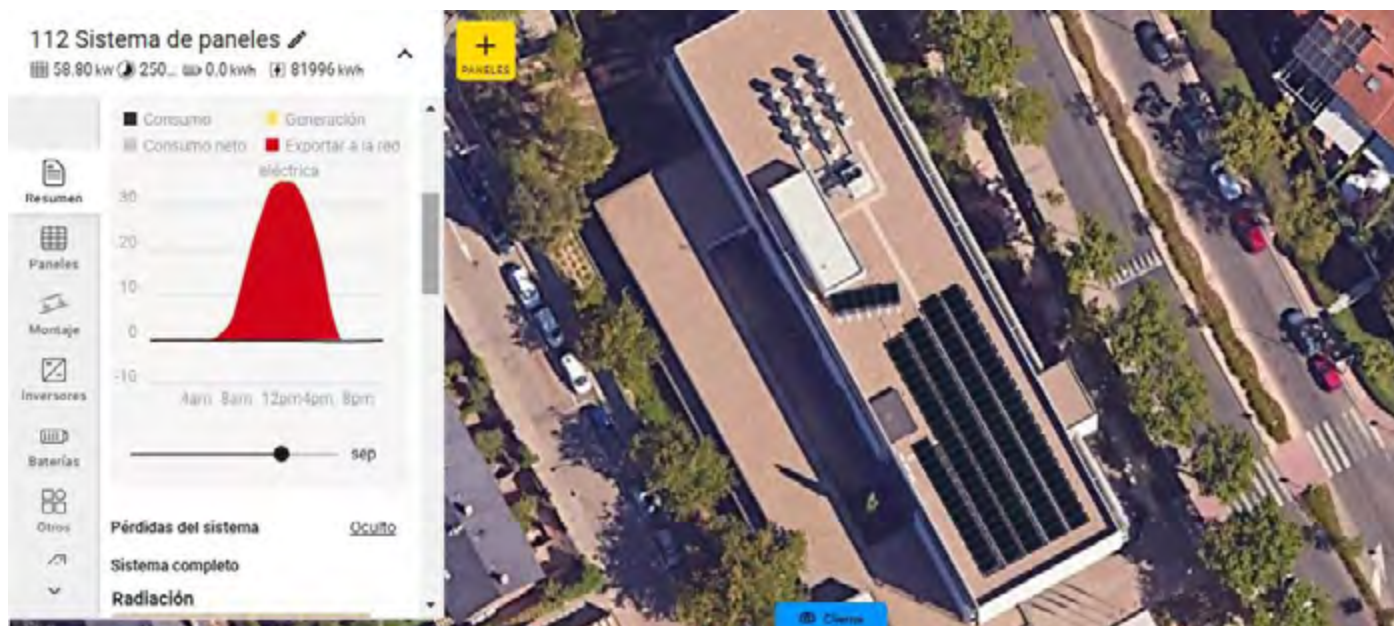 112 Sistema de paneles
58.80 kW 250... 0.0 kWh 81996 kWh
+
PANELES
Consumo Generación
Consumo neto Exportar a la red
eléctrica
30
20
10
0
-10
4am 8am 12pm 4pm 8pm
sep
Resumen
Paneles
Montaje
Inversores
Baterías
Otros
Pérdidas del sistema Oculto
Sistema completo
Radiación